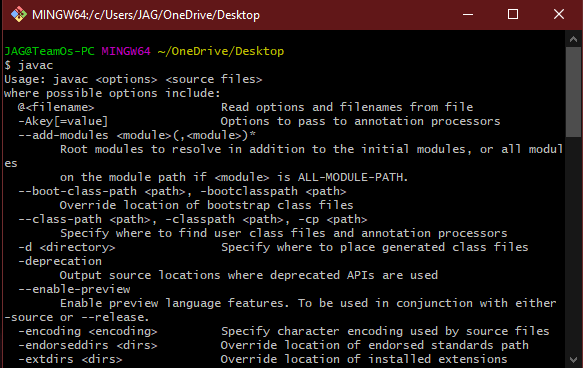 MINGW64:/c/Users/JAG/OneDrive/Desktop
JAG@TeamOs-PC MINGW64 ~/OneDrive/Desktop
$ javac
Usage: javac <options> <source files>
where possible options include:
  @<filename>                  Read options and filenames from file
  -Akey[=value]                Options to pass to annotation processors
  --add-modules <module>(,<module>)*
        Root modules to resolve in addition to the initial modules, or all modul
es
        on the module path if <module> is ALL-MODULE-PATH.
  --boot-class-path <path>, -bootclasspath <path>
        Override location of bootstrap class files
  --class-path <path>, -classpath <path>, -cp <path>
        Specify where to find user class files and annotation processors
  -d <directory>               Specify where to place generated class files
  -deprecation
        Output source locations where deprecated APIs are used
  --enable-preview
        Enable preview language features. To be used in conjunction with either
-source or --release.
  -encoding <encoding>         Specify character encoding used by source files
  -endorseddirs <dirs>         Override location of endorsed standards path
  -extdirs <dirs>              Override location of installed extensions